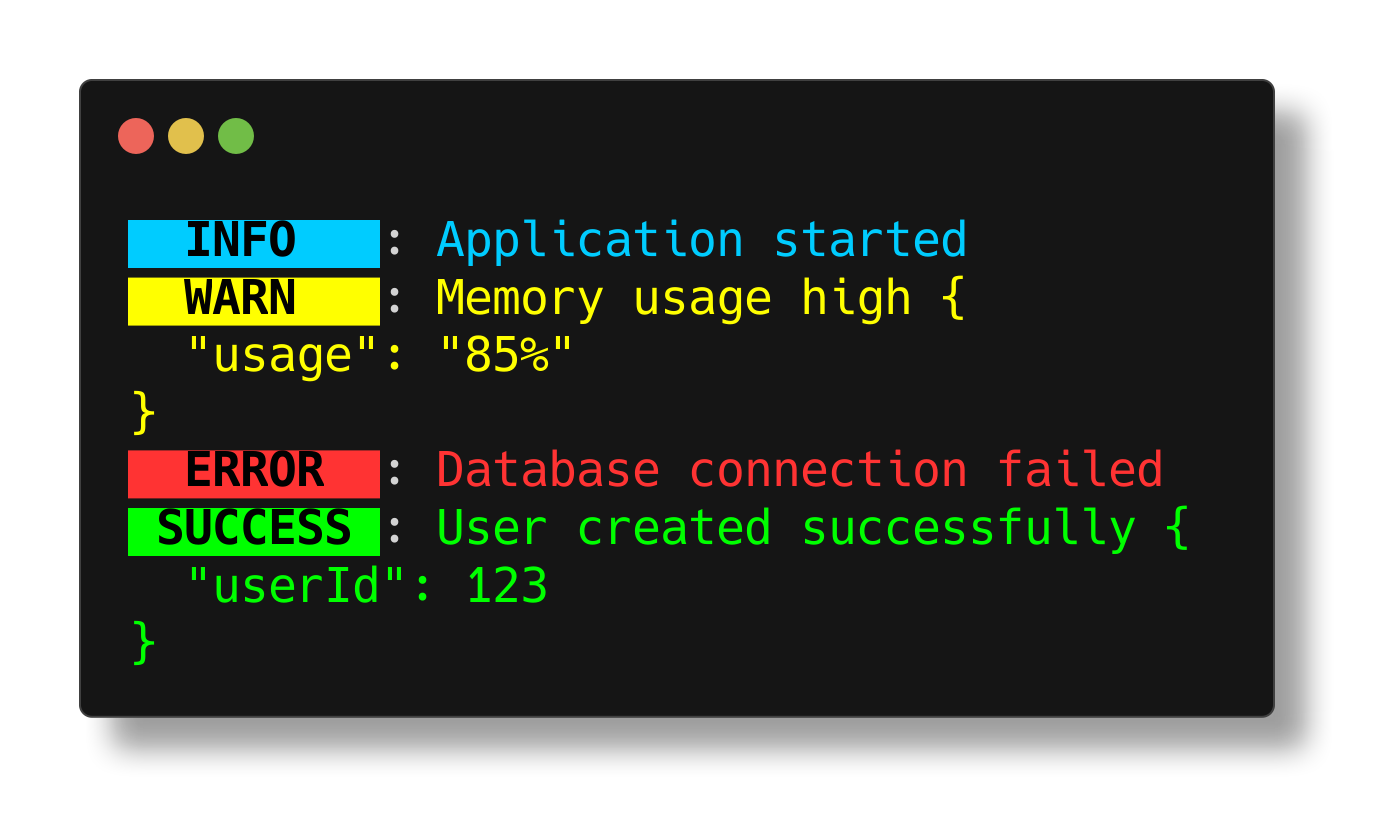 INFO : Application started
WARN : Memory usage high {
  "usage": "85%"
}
ERROR : Database connection failed
SUCCESS : User created successfully {
  "userId": 123
}